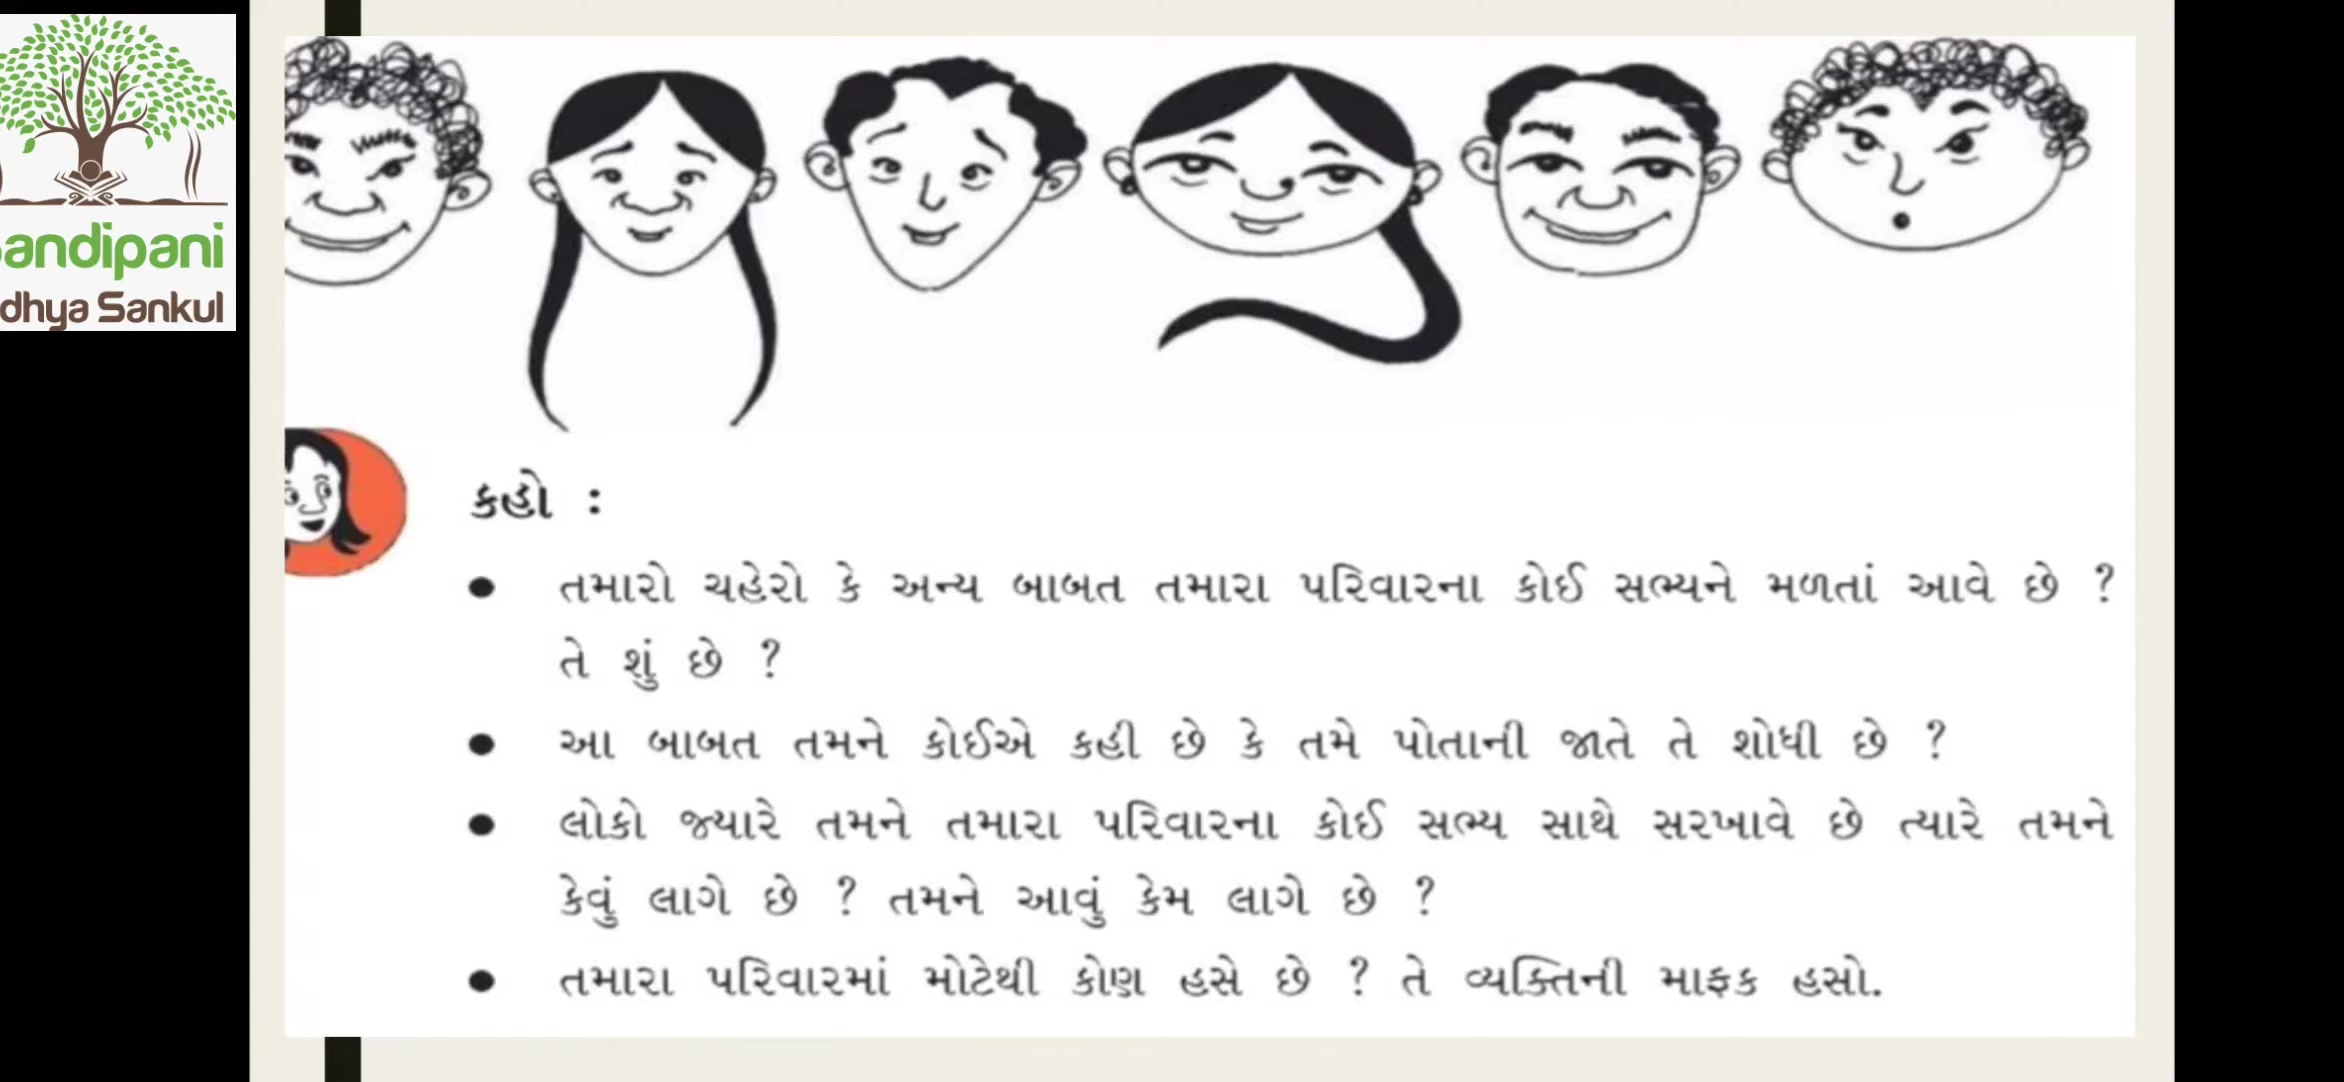 andipani
dhya Sankul
કહો :
• તમારો ચહેરો કે અન્ય બાબત તમારા પરિવારના કોઈ સભ્યને મળતાં આવે છે ?
તે શું છે ?
• આ બાબત તમને કોઈએ કહી છે કે તમે પોતાની જાતે તે શોધી છે ?
• લોકો જ્યારે તમને તમારા પરિવારના કોઈ સભ્ય સાથે સરખાવે છે ત્યારે તમને
કેવું લાગે છે ? તમને આવું કેમ લાગે છે ?
• તમારા પરિવારમાં મોટેથી કોણ હસે છે ? તે વ્યક્તિની માફક હસો.